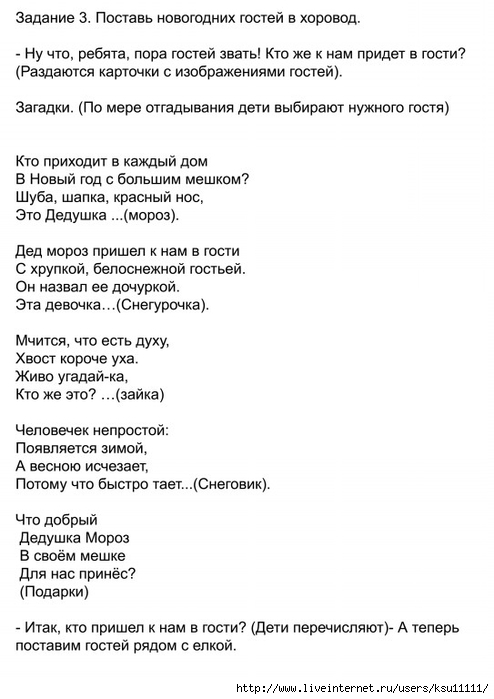 Задание 3. Поставь новогодних гостей в хоровод.
- Ну что, ребята, пора гостей звать! Кто же к нам придет в гости?
(Раздаются карточки с изображениями гостей).
Загадки. (По мере отгадывания дети выбирают нужного гостя)
Кто приходит в каждый дом
В Новый год с большим мешком?
Шуба, шапка, красный нос,
Это Дедушка ...(мороз).
Дед мороз пришел к нам в гости
С хрупкой, белоснежной гостьей.
Он назвал ее дочуркой.
Эта девочка…(Снегурочка).
Мчится, что есть духу,
Хвост короче уха.
Живо угадай-ка,
Кто же это? …(зайка)
Человечек непростой:
Появляется зимой,
А весною исчезает,
Потому что быстро тает...(Снеговик).
Что добрый
Дедушка Мороз
В своём мешке
Для нас принёс?
(Подарки)
- Итак, кто пришел к нам в гости? (Дети перечисляют)- А теперь
поставим гостей рядом с елкой.
http://www.liveinternet.ru/users/ksu11111/